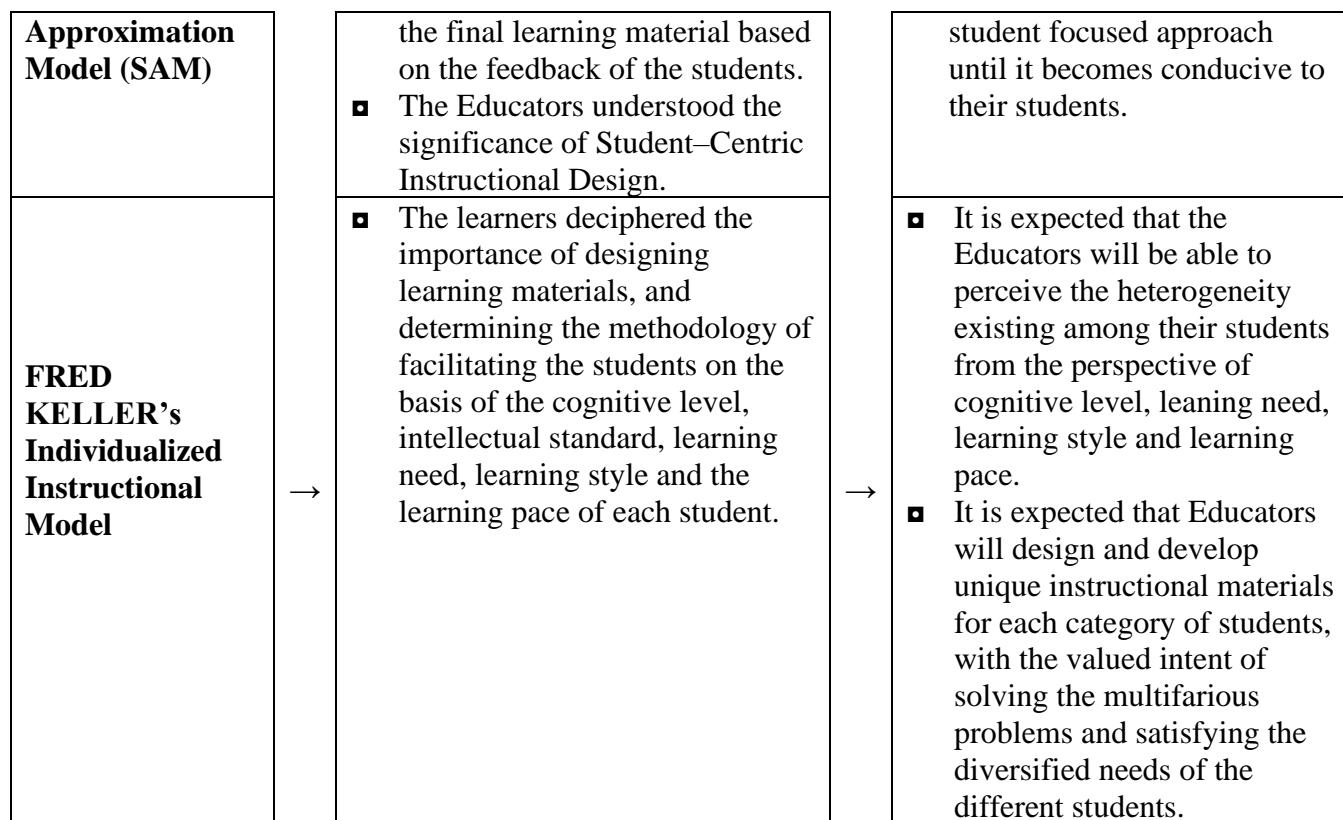 Approximation
Model (SAM)
the final learning material based
on the feedback of the students.
◘ The Educators understood the
significance of Student–Centric
Instructional Design.
student focused approach
until it becomes conducive to
their students.
FRED
KELLER’s
Individualized
Instructional
Model
→
◘ The learners deciphered the
importance of designing
learning materials, and
determining the methodology of
facilitating the students on the
basis of the cognitive level,
intellectual standard, learning
need, learning style and the
learning pace of each student.
→
◘ It is expected that the
Educators will be able to
perceive the heterogeneity
existing among their students
from the perspective of
cognitive level, leaning need,
learning style and learning
pace.
◘ It is expected that Educators
will design and develop
unique instructional materials
for each category of students,
with the valued intent of
solving the multifarious
problems and satisfying the
diversified needs of the
different students.